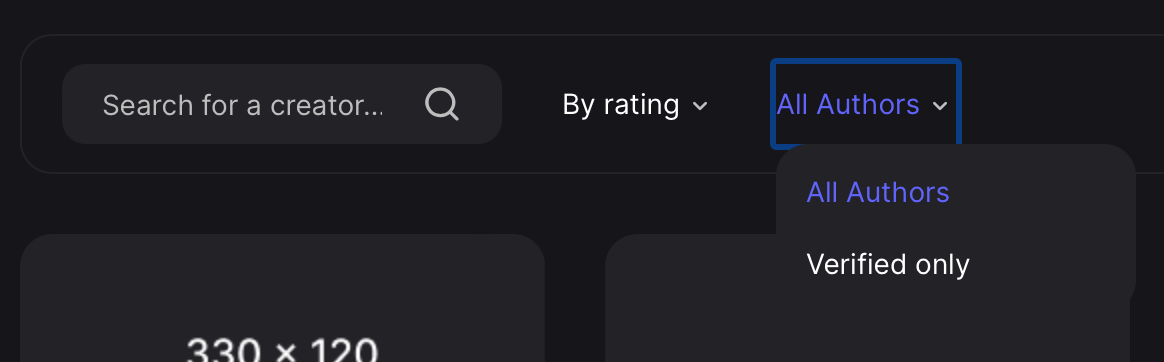 Search for a creator...
By rating
All Authors
All Authors
Verified only
330 × 120